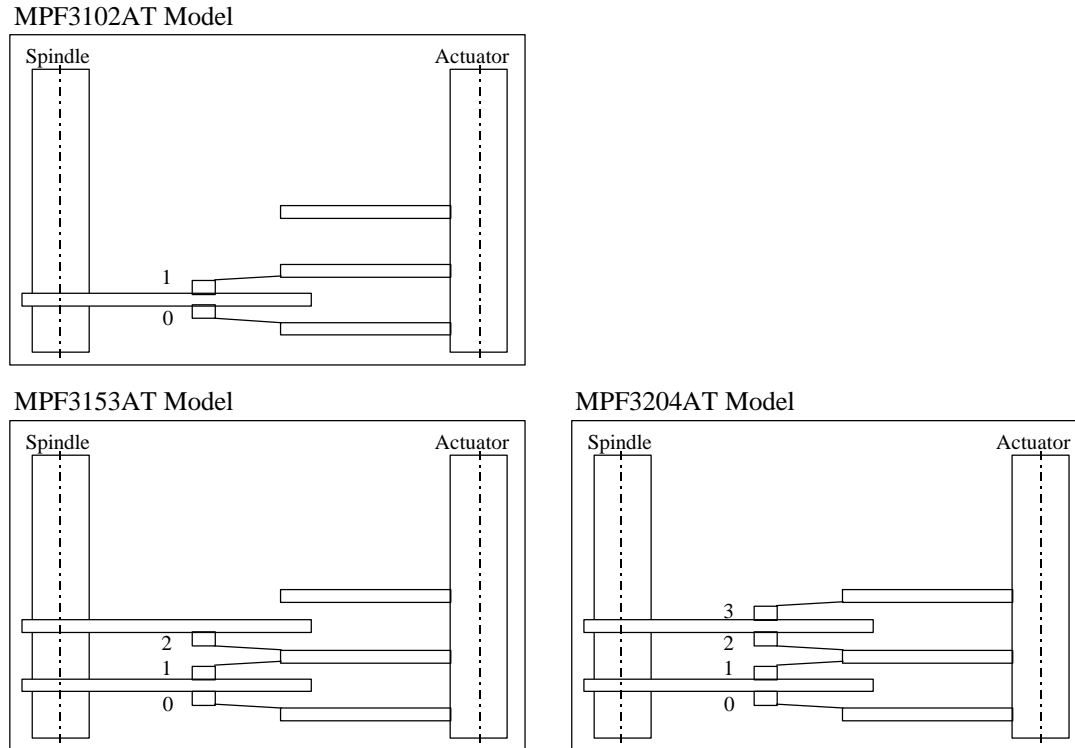 MPF3102AT Model
Spindle
Actuator
1
0
MPF3153AT Model
Spindle
Actuator
2
1
0
MPF3204AT Model
Spindle
Actuator
3
2
1
0